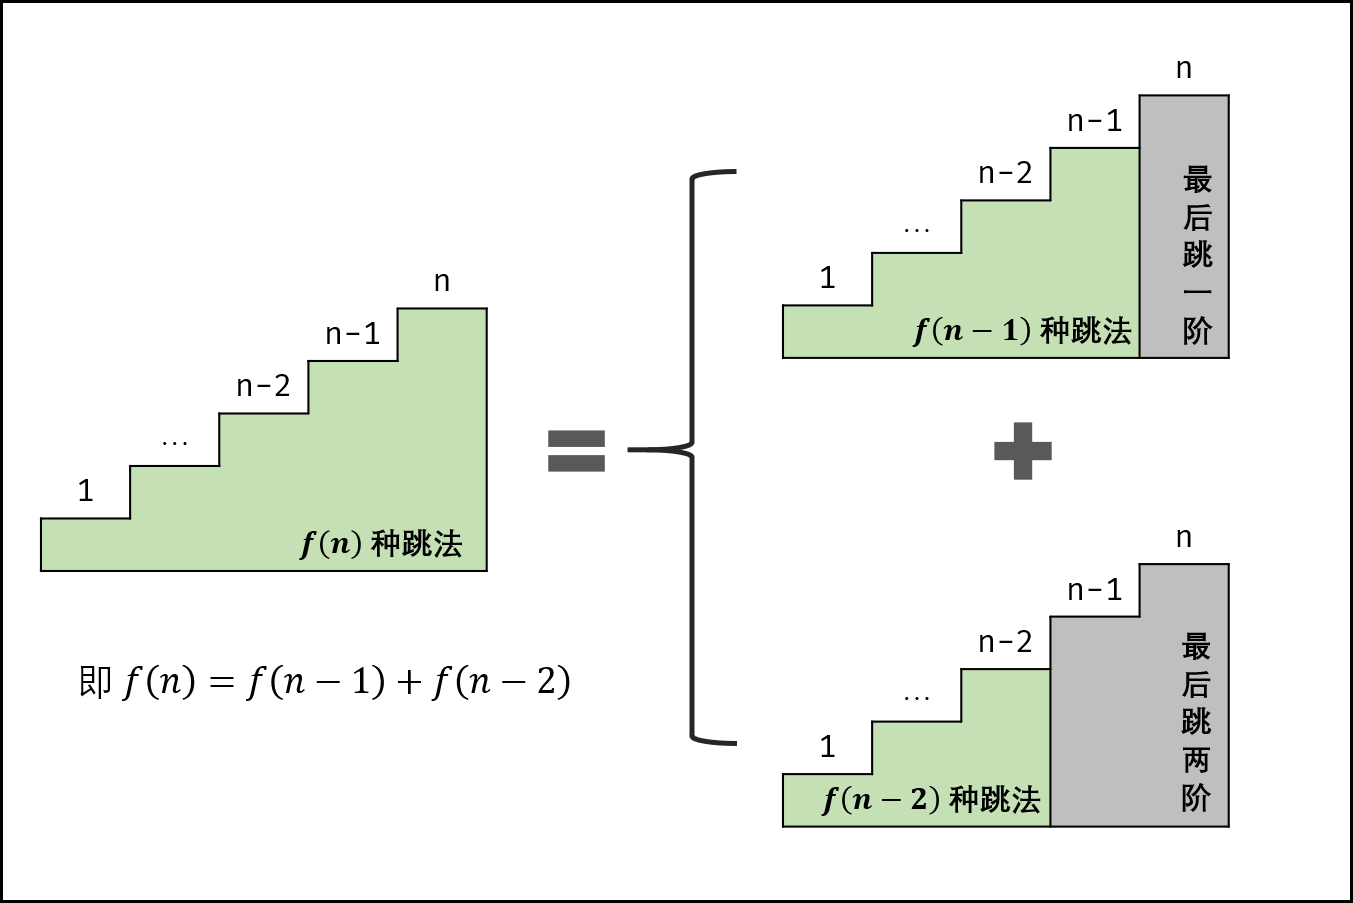 n
n-1
n-2
...
1
f(n) 种跳法
即 f(n) = f(n − 1) + f(n − 2)
n
n-1
n-2
...
1
f(n − 1) 种跳法
最后跳一阶
n
n-1
n-2
...
1
f(n − 2) 种跳法
最后跳两阶